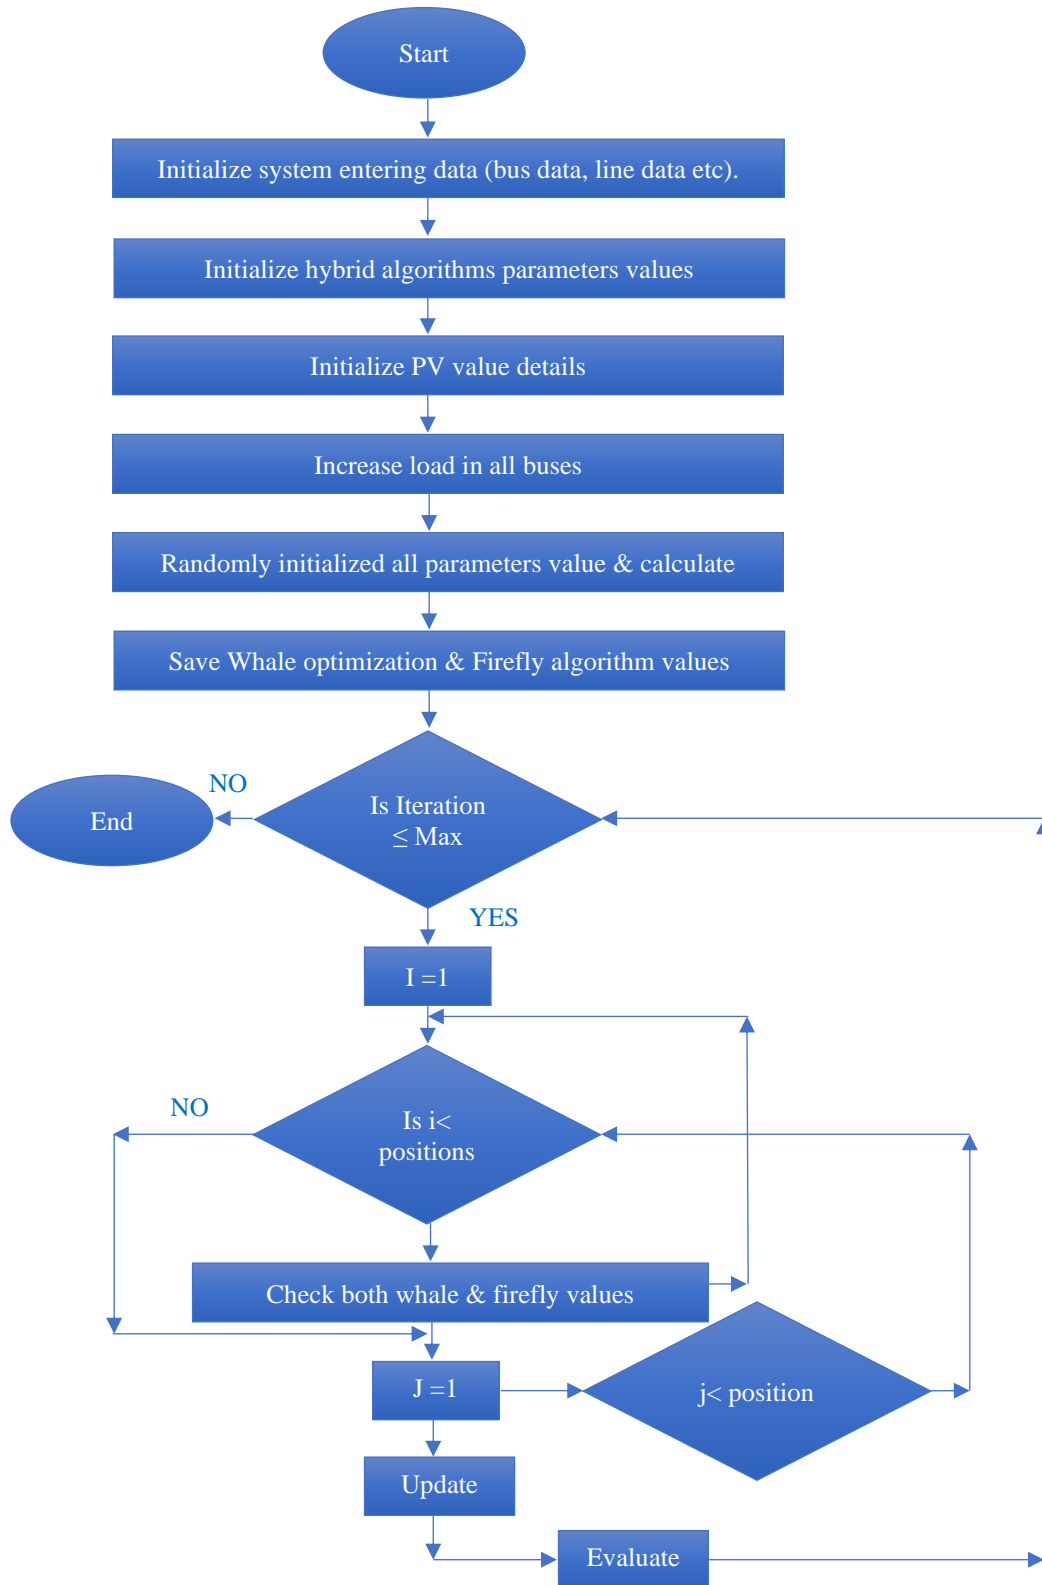 Start
Initialize system entering data (bus data, line data etc).
Initialize hybrid algorithms parameters values
Initialize PV value details
Increase load in all buses
Randomly initialized all parameters value & calculate
Save Whale optimization & Firefly algorithm values
NO
End
Is Iteration
≤ Max
YES
I =1
NO
Is i<
positions
Check both whale & firefly values
J =1
j< position
Update
Evaluate